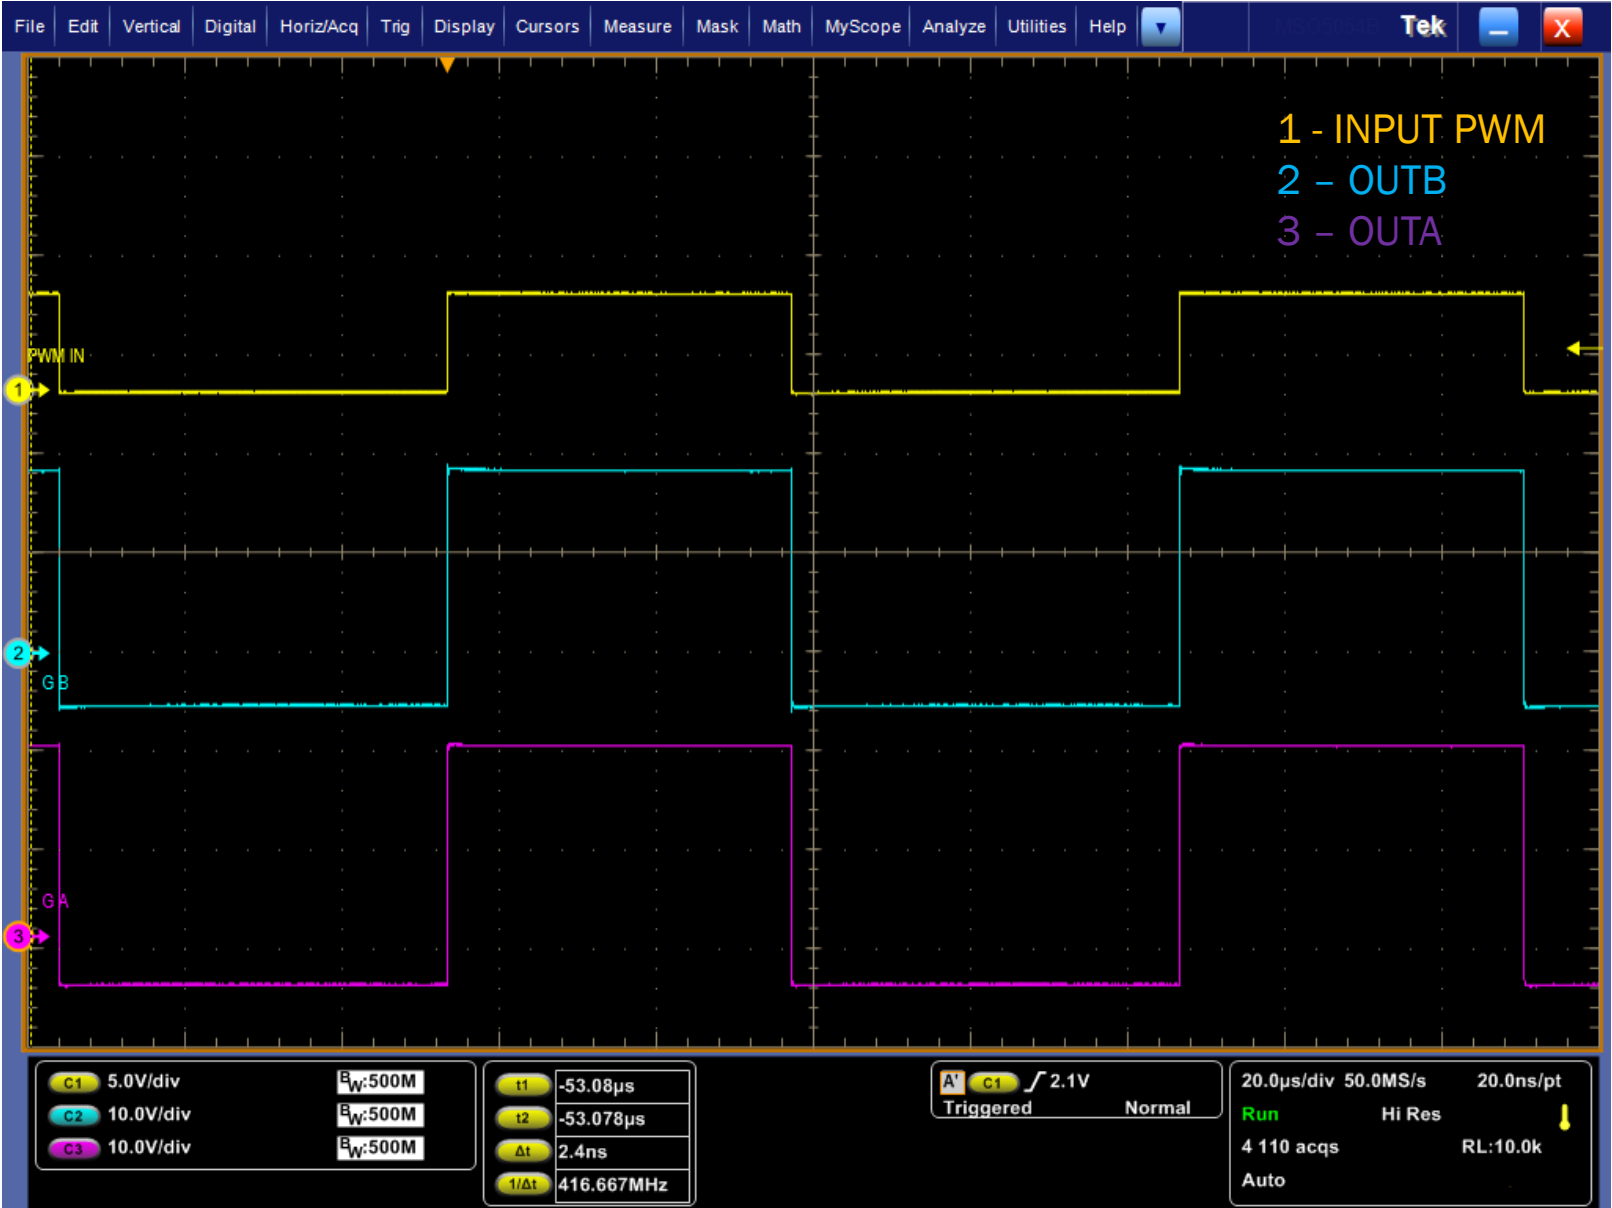 File Edit Vertical Digital Horiz/Acq Trig Display Cursors Measure Mask Math MyScope Analyze Utilities Help Tek X
1 - INPUT PWM
2 – OUTB
3 – OUTA
PWM IN
1
2
G B
G A
3
C1 5.0V/div BW:500M
C2 10.0V/div BW:500M
C3 10.0V/div BW:500M
t1 -53.08µs
t2 -53.078µs
Δt 2.4ns
1/Δt 416.667MHz
A' C1 2.1V
Triggered Normal
20.0µs/div 50.0MS/s 20.0ns/pt
Run Hi Res
4 110 acqs RL:10.0k
Auto